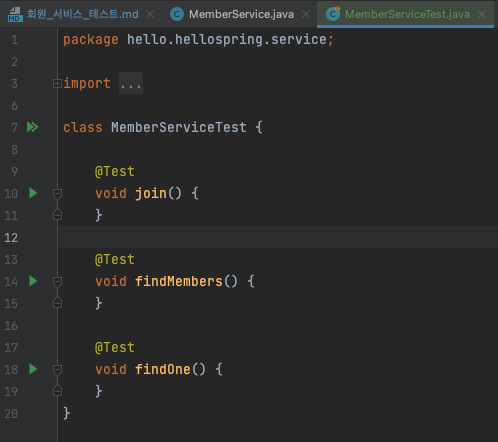 회원_서비스_테스트.md × MemberService.java × MemberServiceTest.java ×
1 package hello.hellospring.service;
2
3 import ...
6
7 class MemberServiceTest {
8
9 @Test
10 void join() {
11 }
12
13 @Test
14 void findMembers() {
15 }
16
17 @Test
18 void findOne() {
19 }
20 }